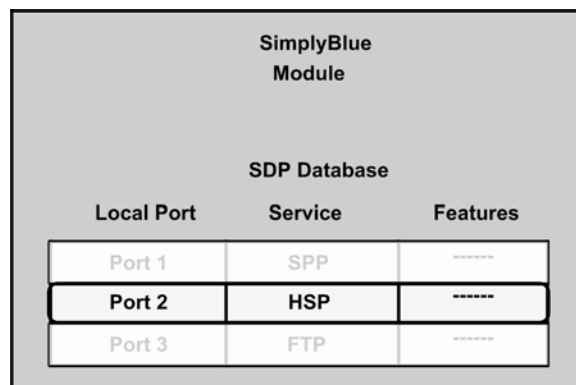 SimplyBlue
Module
SDP Database
Local Port Service Features
Port 1 SPP ------
Port 2 HSP ------
Port 3 FTP ------